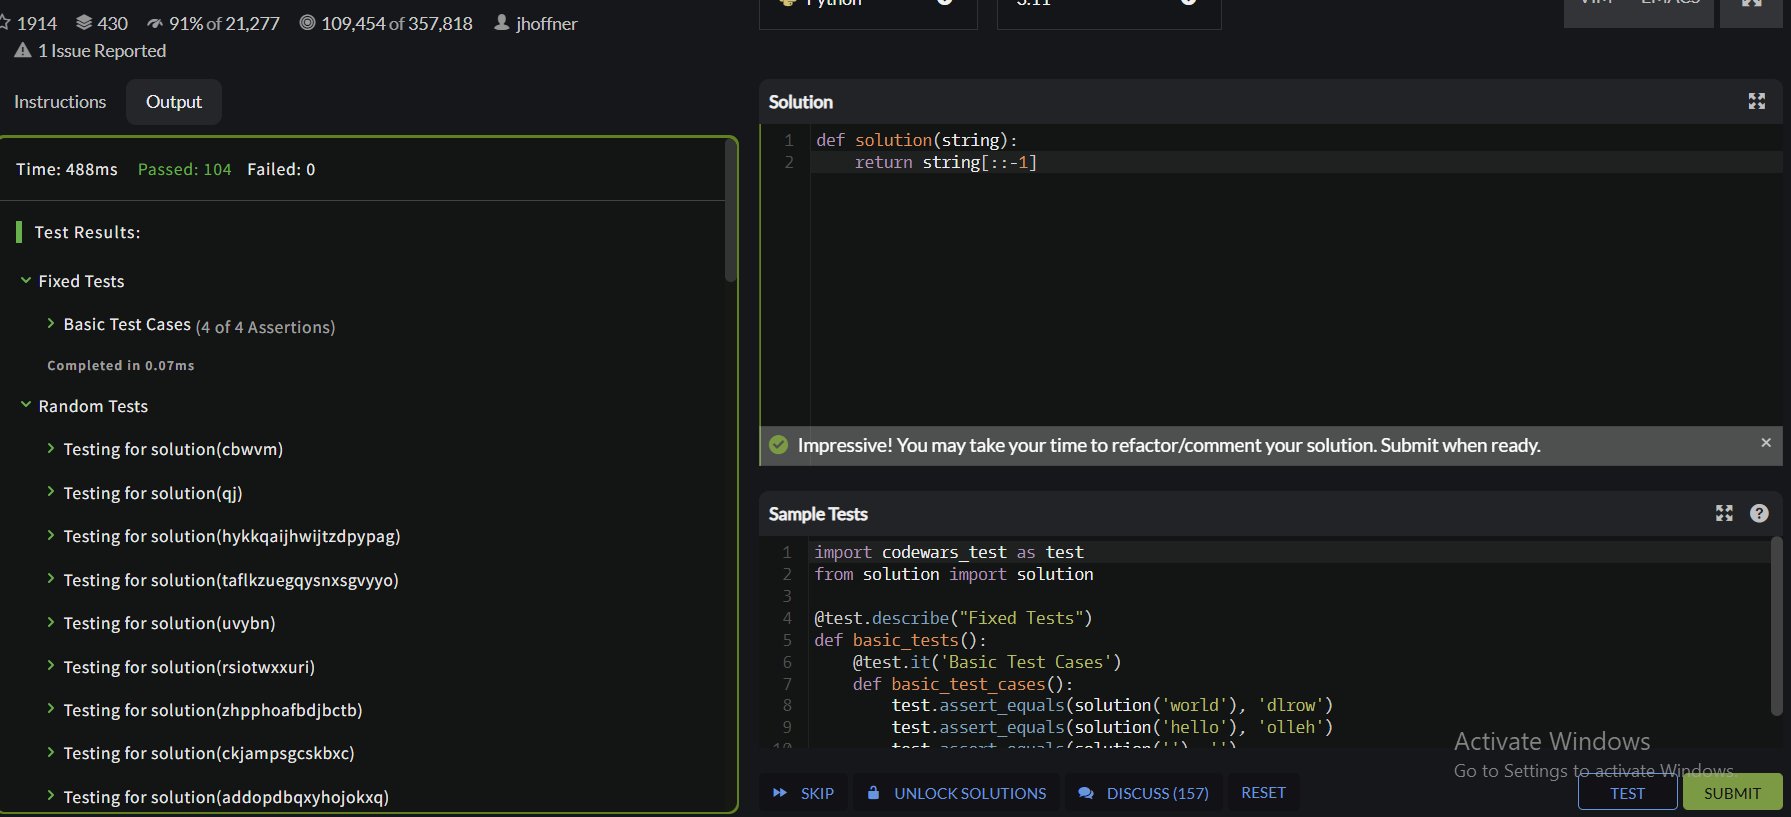 1914 430 91% of 21,277 109,454 of 357,818 jhoffner
1 Issue Reported
Python 3.11 VIM EMACS
Instructions Output
Time: 488ms Passed: 104 Failed: 0
Test Results:
Fixed Tests
Basic Test Cases (4 of 4 Assertions)
Completed in 0.07ms
Random Tests
Testing for solution(cbwvm)
Testing for solution(qj)
Testing for solution(hykkqaijhwijtzdpypag)
Testing for solution(taflkzuegqysnxsgvyyo)
Testing for solution(uvybn)
Testing for solution(rsiotwxxuri)
Testing for solution(zhpphoafbdjbctb)
Testing for solution(ckjampsgcskbxc)
Testing for solution(addopdbqxyhojokxq)
Solution
1 def solution(string):
2     return string[::-1]
Impressive! You may take your time to refactor/comment your solution. Submit when ready.
Sample Tests
1 import codewars_test as test
2 from solution import solution
3
4 @test.describe("Fixed Tests")
5 def basic_tests():
6     @test.it('Basic Test Cases')
7     def basic_test_cases():
8         test.assert_equals(solution('world'), 'dlrow')
9         test.assert_equals(solution('hello'), 'olleh')
10         test.assert_equals(solution(''), '')
Activate Windows
Go to Settings to activate Windows.
SKIP UNLOCK SOLUTIONS DISCUSS (157) RESET TEST SUBMIT